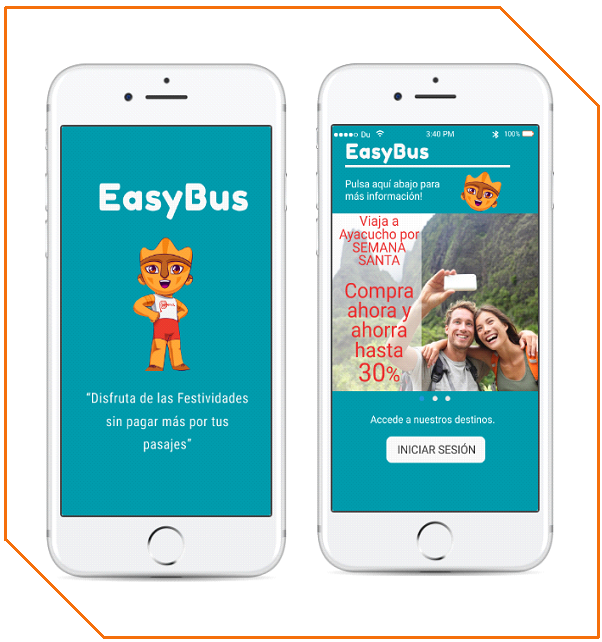 EasyBus
“Disfruta de las Festividades
sin pagar más por tus
pasajes”
Du
3:40 PM
100%
EasyBus
Pulsa aquí abajo para
más información!
Viaja a
Ayacucho por
SEMANA
SANTA
Compra
ahora y
ahorra
hasta
30%
Accede a nuestros destinos.
INICIAR SESIÓN